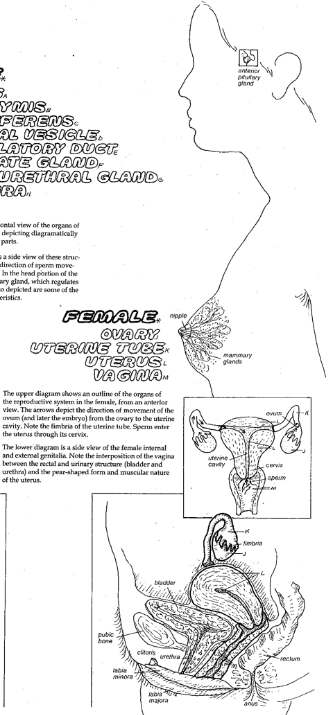 anterior
pituitary
gland
YMIS B
FERENS C
AL VESICLE D
LATORY DUCT E
ATE GLAND F
URETHRAL GLAND G
RA H
ontal view of the organs of
depicting diagramatically
parts.
s a side view of these struc-
direction of sperm move-
In the head portion of the
ary gland, which regulates
o depicted are some of the
eristics.
FEMALE
OVARY
UTERINE TUBE K
UTERUS L
VAGINA M
nipple
mammary
glands
The upper diagram shows an outline of the organs of
the reproductive system in the female, from an anterior
view. The arrows depict the direction of movement of the
ovum (and later the embryo) from the ovary to the uterine
cavity. Note the fimbria of the uterine tube. Sperm enter
the uterus through its cervix.
The lower diagram is a side view of the female internal
and external genitalia. Note the interposition of the vagina
between the rectal and urinary structure (bladder and
urethra) and the pear-shaped form and muscular nature
of the uterus.
ovum
K
J
L
uterine
cavity
cervix
sperm
M
K
fimbria
J
L
bladder
pubic
bone
clitoris
urethra
rectum
labia
minora
labia
majora
anus